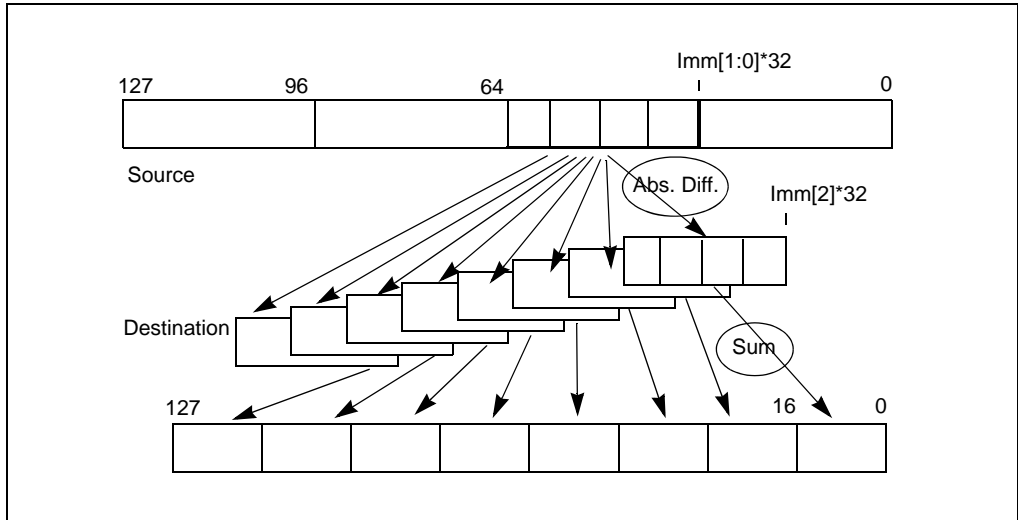 Imm[1:0]*32
127 96 64 0
Source
Abs. Diff.
Imm[2]*32
Destination
Sum
127 16 0